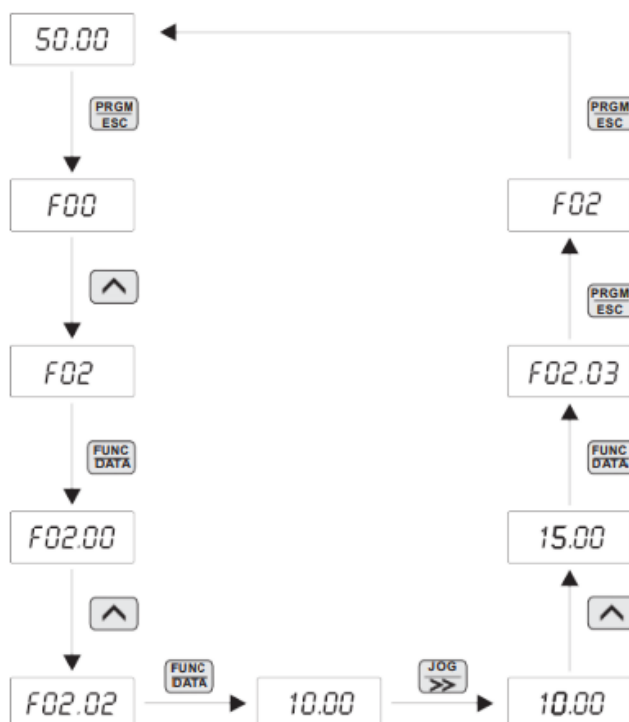 50.00
PRGM
ESC
F00
F02
FUNC
DATA
F02.00
F02.02
FUNC
DATA
10.00
JOG
>>
10.00
15.00
FUNC
DATA
F02.03
PRGM
ESC
F02
PRGM
ESC